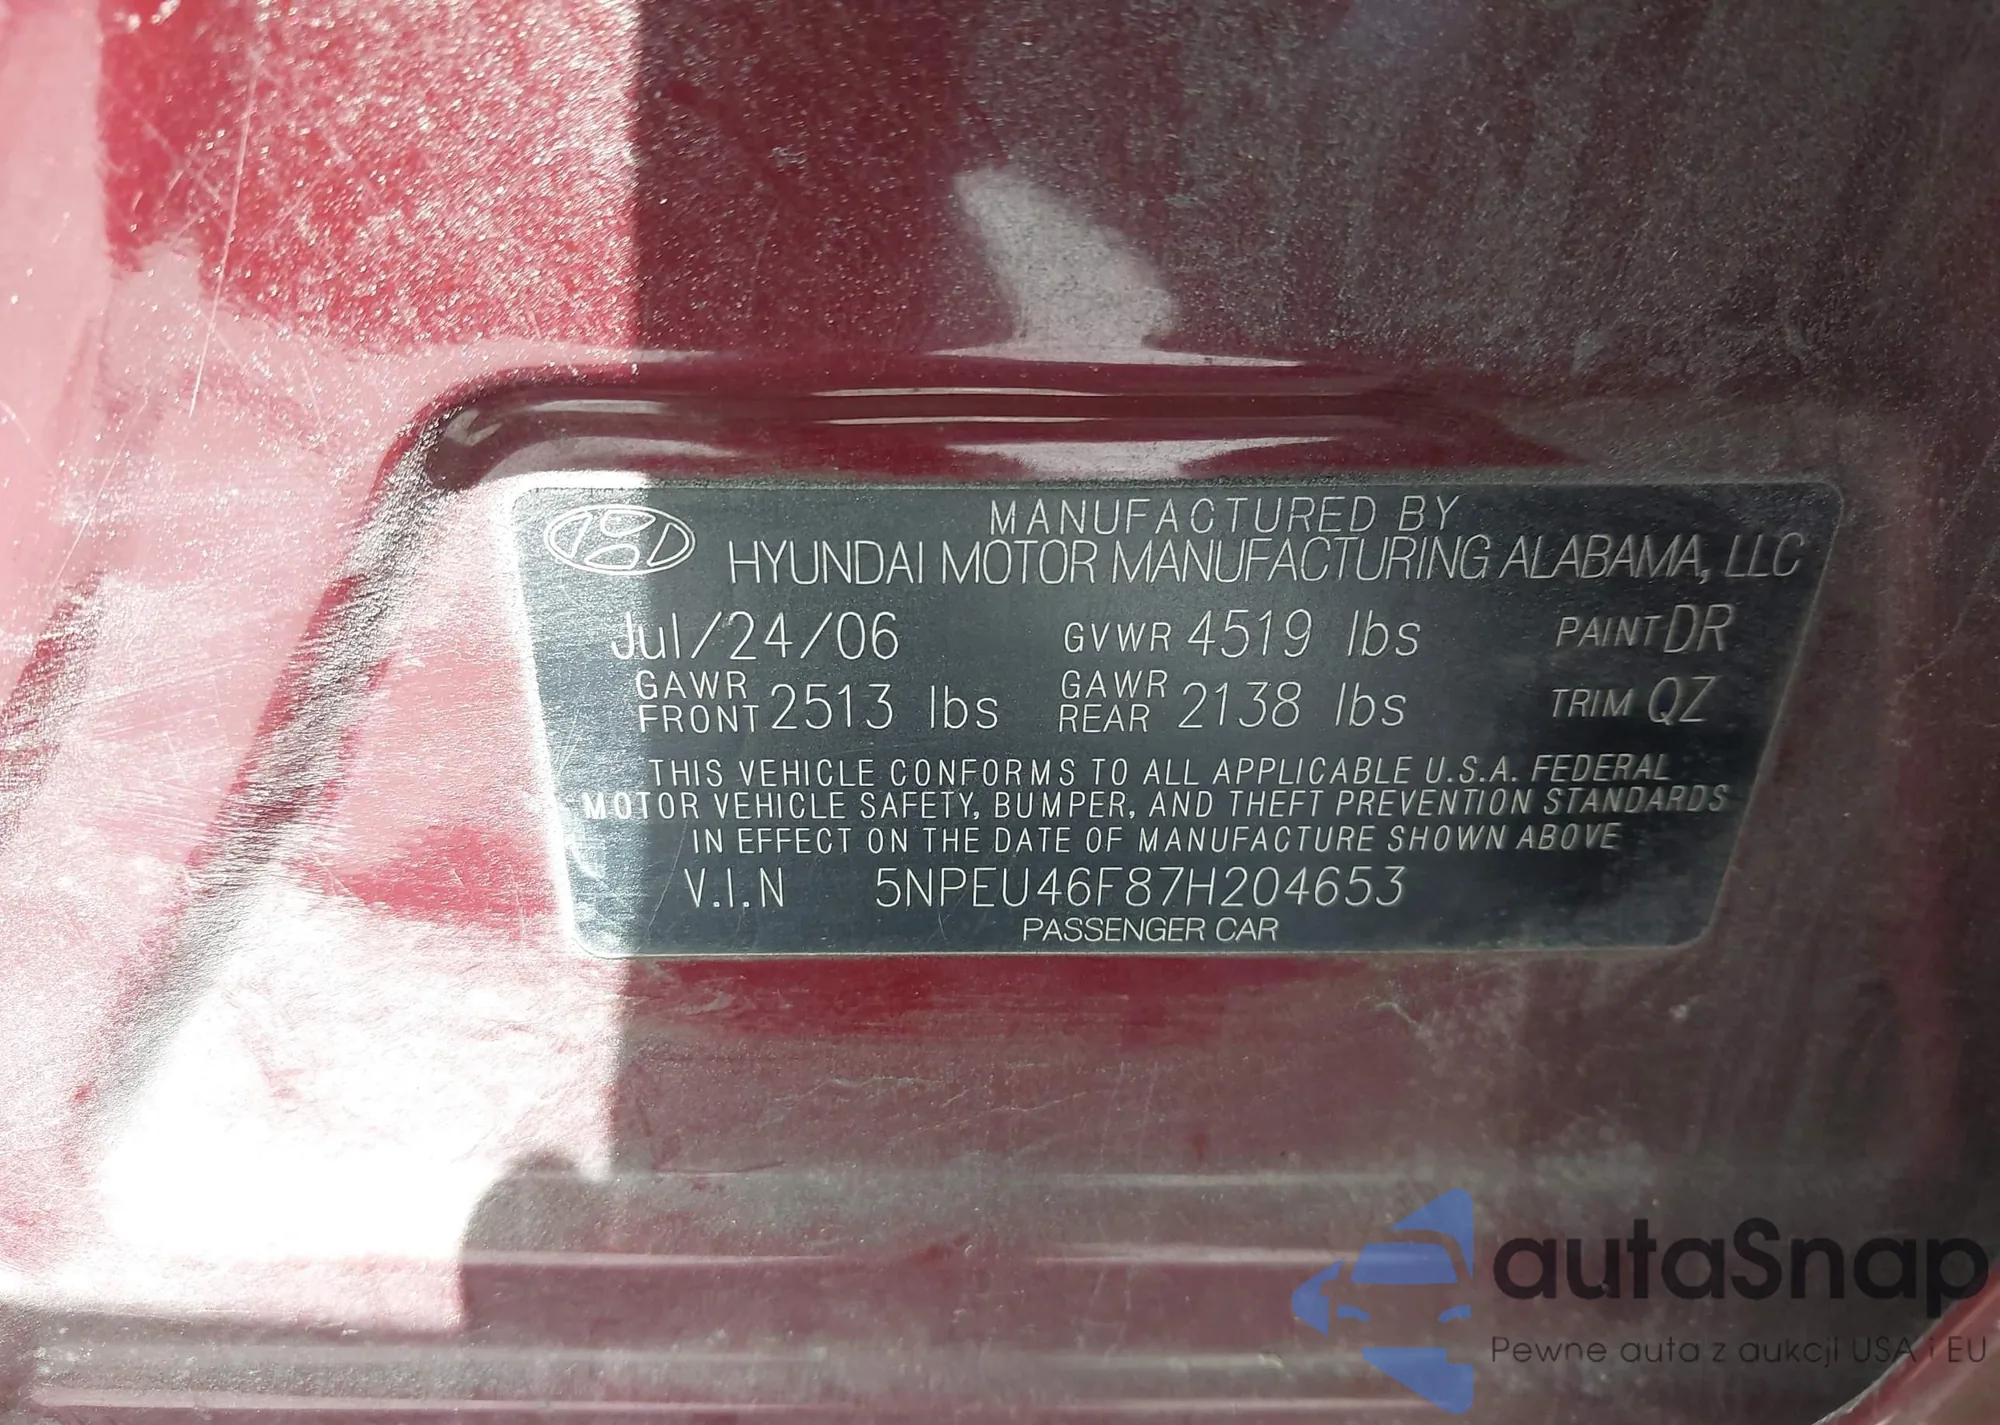 MANUFACTURED BY
HYUNDAI MOTOR MANUFACTURING ALABAMA, LLC
Jul/24/06 GVWR 4519 lbs PAINT DR
GAWR FRONT 2513 lbs GAWR REAR 2138 lbs TRIM QZ
THIS VEHICLE CONFORMS TO ALL APPLICABLE U.S.A. FEDERAL
MOTOR VEHICLE SAFETY, BUMPER, AND THEFT PREVENTION STANDARDS
IN EFFECT ON THE DATE OF MANUFACTURE SHOWN ABOVE
V.I.N 5NPEU46F87H204653
PASSENGER CAR
autaSnap
Pewne auta z aukcji USA i EU